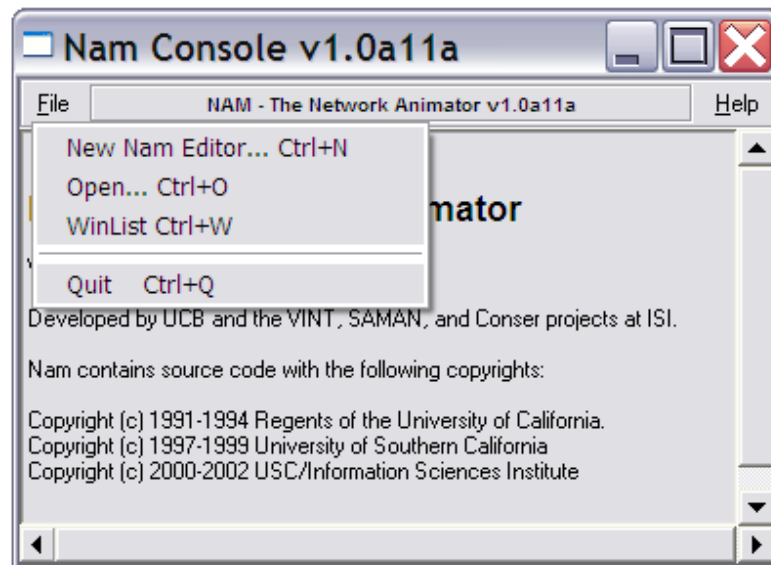 Nam Console v1.0a11a
File NAM - The Network Animator v1.0a11a Help
New Nam Editor... Ctrl+N
Open... Ctrl+O
WinList Ctrl+W
Quit Ctrl+Q
mator
Developed by UCB and the VINT, SAMAN, and Conser projects at ISI.
Nam contains source code with the following copyrights:
Copyright (c) 1991-1994 Regents of the University of California.
Copyright (c) 1997-1999 University of Southern California
Copyright (c) 2000-2002 USC/Information Sciences Institute